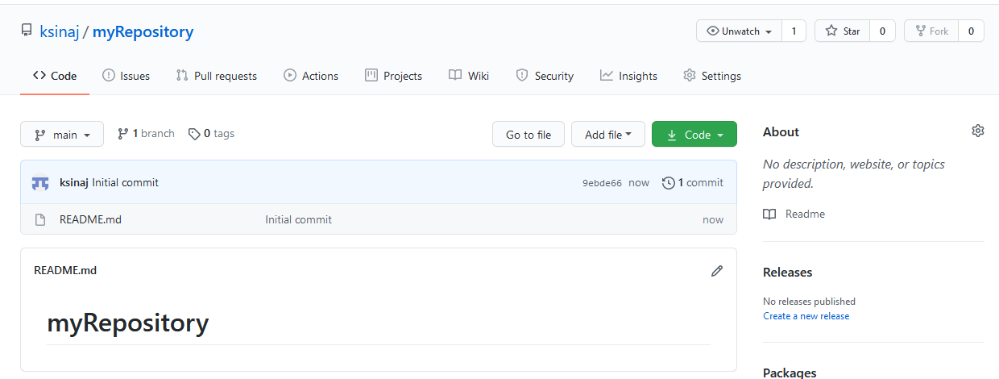 ksinaj / myRepository
Unwatch 1 Star 0 Fork 0
Code Issues Pull requests Actions Projects Wiki Security Insights Settings
main 1 branch 0 tags Go to file Add file Code
ksinaj Initial commit 9ebde66 now 1 commit
README.md Initial commit now
README.md
myRepository
About
No description, website, or topics
provided.
Readme
Releases
No releases published
Create a new release
Packages